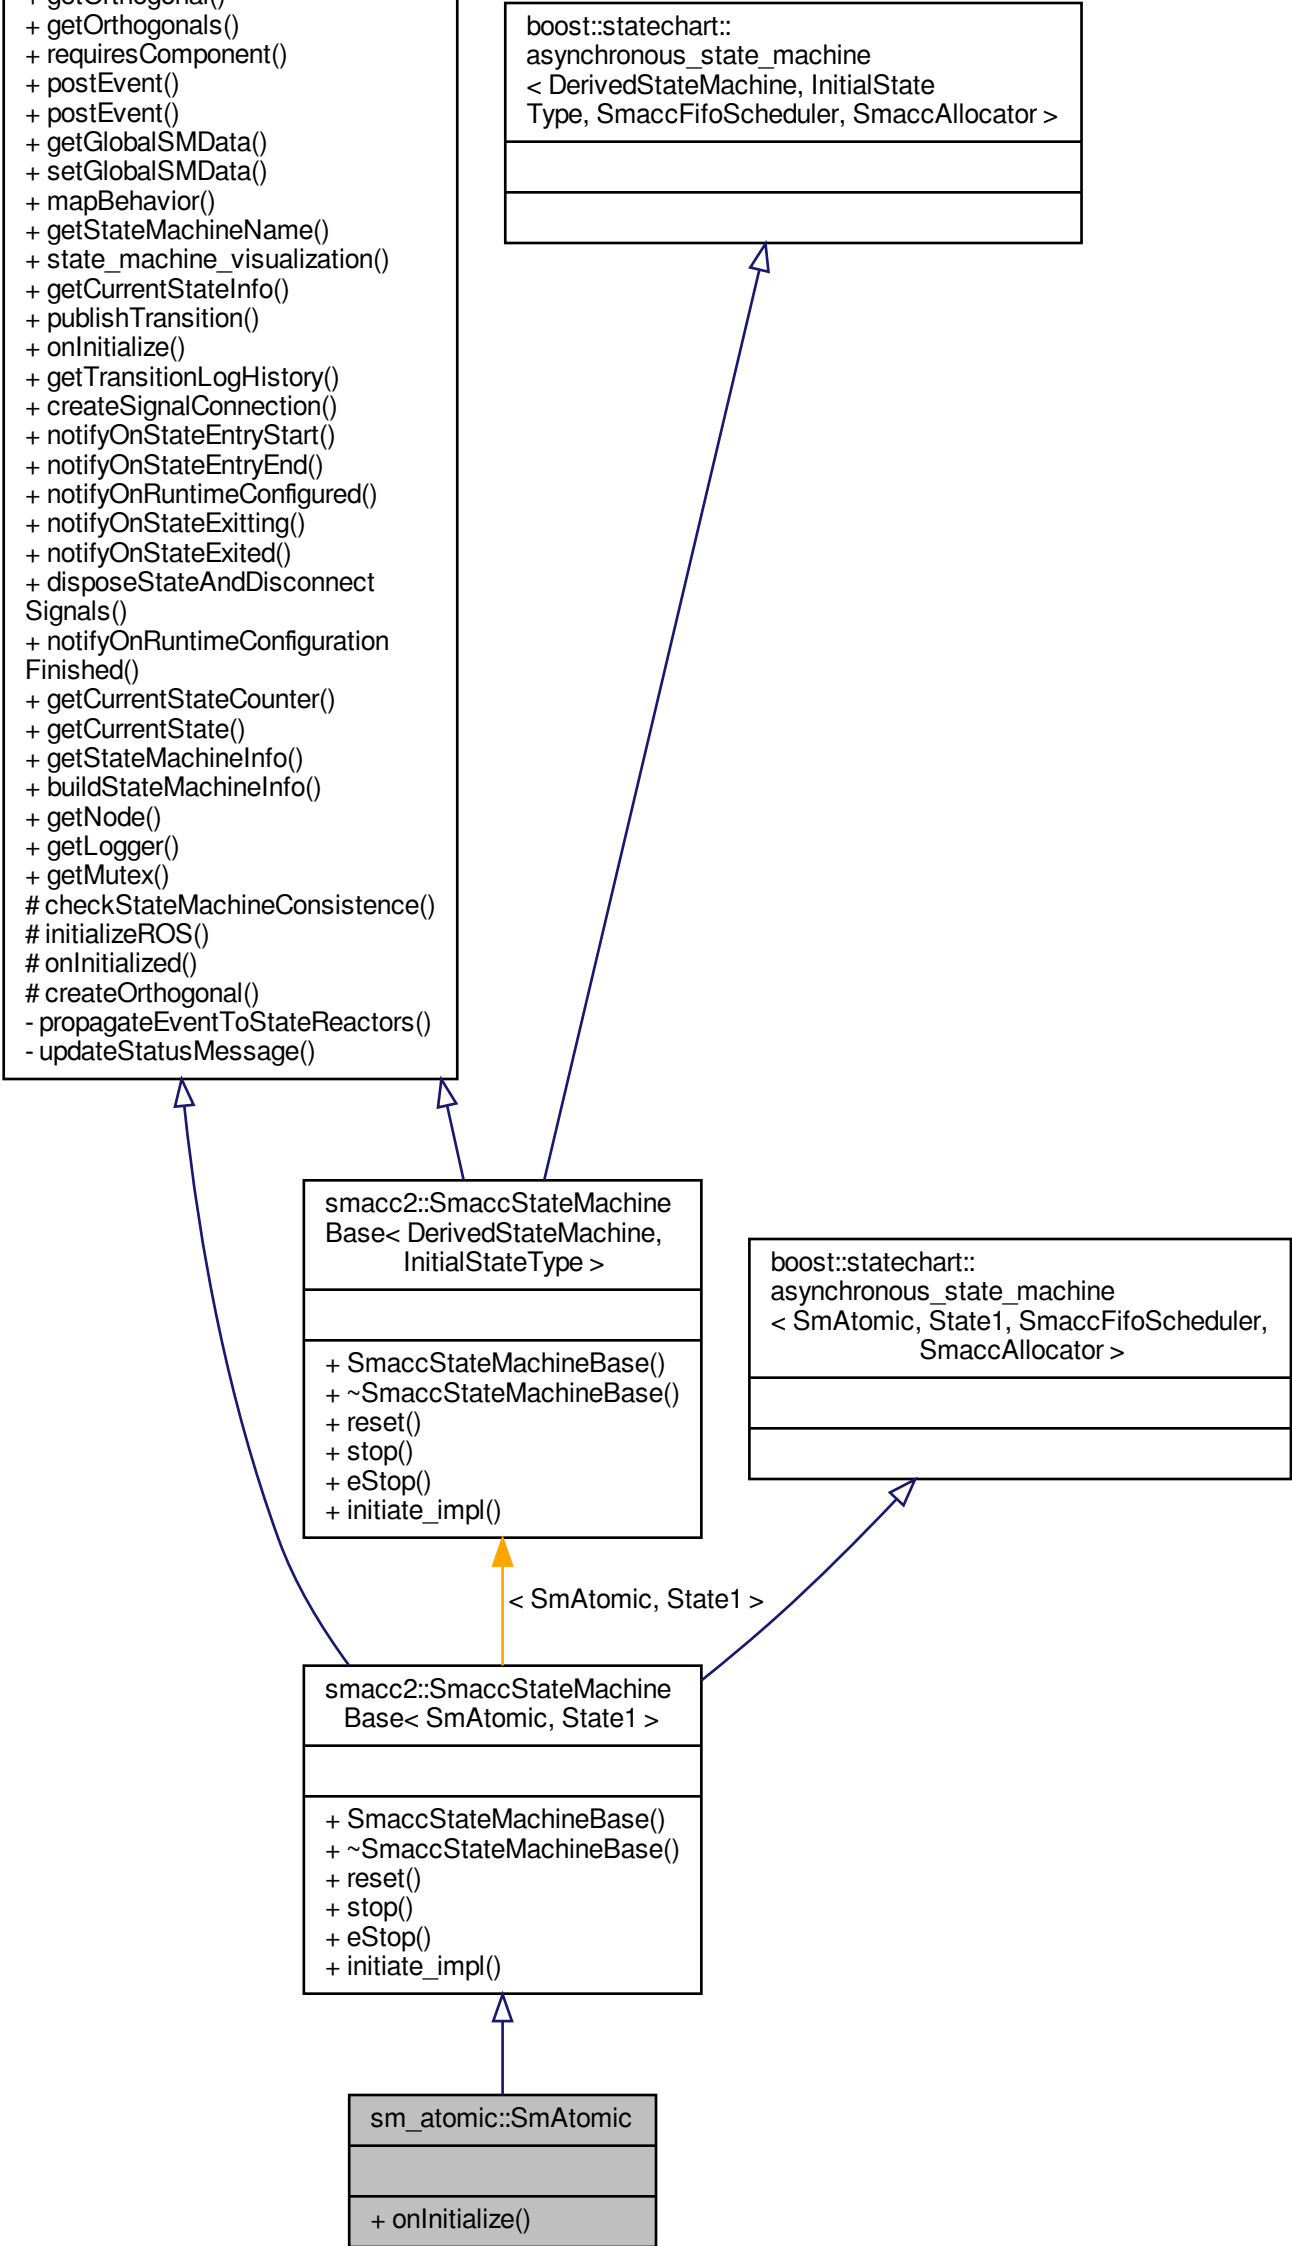 + getOrthogonal()
+ getOrthogonals()
+ requiresComponent()
+ postEvent()
+ postEvent()
+ getGlobalSMData()
+ setGlobalSMData()
+ mapBehavior()
+ getStateMachineName()
+ state_machine_visualization()
+ getCurrentStateInfo()
+ publishTransition()
+ onInitialize()
+ getTransitionLogHistory()
+ createSignalConnection()
+ notifyOnStateEntryStart()
+ notifyOnStateEntryEnd()
+ notifyOnRuntimeConfigured()
+ notifyOnStateExitting()
+ notifyOnStateExited()
+ disposeStateAndDisconnect
Signals()
+ notifyOnRuntimeConfiguration
Finished()
+ getCurrentStateCounter()
+ getCurrentState()
+ getStateMachineInfo()
+ buildStateMachineInfo()
+ getNode()
+ getLogger()
+ getMutex()
# checkStateMachineConsistence()
# initializeROS()
# onInitialized()
# createOrthogonal()
- propagateEventToStateReactors()
- updateStatusMessage()
boost::statechart::
asynchronous_state_machine
< DerivedStateMachine, InitialState
Type, SmaccFifoScheduler, SmaccAllocator >
smacc2::SmaccStateMachine
Base< DerivedStateMachine,
InitialStateType >
+ SmaccStateMachineBase()
+ ~SmaccStateMachineBase()
+ reset()
+ stop()
+ eStop()
+ initiate_impl()
boost::statechart::
asynchronous_state_machine
< SmAtomic, State1, SmaccFifoScheduler,
SmaccAllocator >
< SmAtomic, State1 >
smacc2::SmaccStateMachine
Base< SmAtomic, State1 >
+ SmaccStateMachineBase()
+ ~SmaccStateMachineBase()
+ reset()
+ stop()
+ eStop()
+ initiate_impl()
sm_atomic::SmAtomic
+ onInitialize()